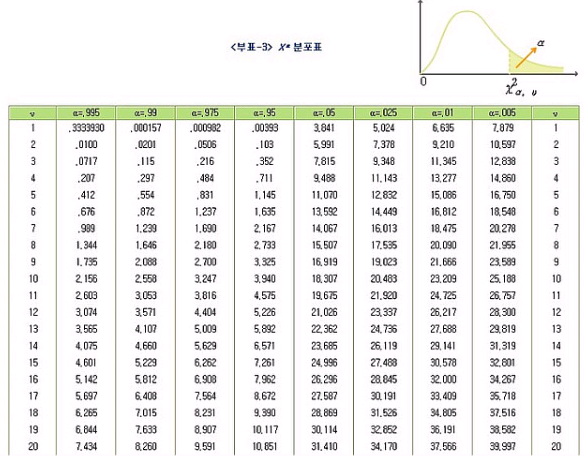 <부표-3> X² 분포표
α
0
χ²α, υ
ν α=.995 α=.99 α=.975 α=.95 α=.05 α=.025 α=.01 α=.005 ν
1 .3333930 .000157 .000982 .00393 3,841 5,024 6,635 7,879 1
2 .0100 .0201 .0506 .103 5,991 7,378 9,210 10,597 2
3 .0717 .115 .216 .352 7,815 9,348 11,345 12,838 3
4 .207 .297 .484 .711 9,488 11,143 13,277 14,860 4
5 .412 .554 .831 1,145 11,070 12,832 15,086 16,750 5
6 .676 .872 1,237 1,635 13,592 14,449 16,812 18,548 6
7 .989 1,239 1,690 2,167 14,067 16,013 18,475 20,278 7
8 1,344 1,646 2,180 2,733 15,507 17,535 20,090 21,955 8
9 1,735 2,088 2,700 3,325 16,919 19,023 21,666 23,589 9
10 2,156 2,558 3,247 3,940 18,307 20,483 23,209 25,188 10
11 2,603 3,053 3,816 4,575 19,675 21,920 24,725 26,757 11
12 3,074 3,571 4,404 5,226 21,026 23,337 26,217 28,300 12
13 3,565 4,107 5,009 5,892 22,362 24,736 27,688 29,819 13
14 4,075 4,660 5,629 6,571 23,685 26,119 29,141 31,319 14
15 4,601 5,229 6,262 7,261 24,996 27,488 30,578 32,801 15
16 5,142 5,812 6,908 7,962 26,296 28,845 32,000 34,267 16
17 5,697 6,408 7,564 8,672 27,587 30,191 33,409 35,718 17
18 6,265 7,015 8,231 9,390 28,869 31,526 34,805 37,516 18
19 6,844 7,633 8,907 10,117 30,114 32,852 36,191 38,582 19
20 7,434 8,260 9,591 10,851 31,410 34,170 37,566 39,997 20